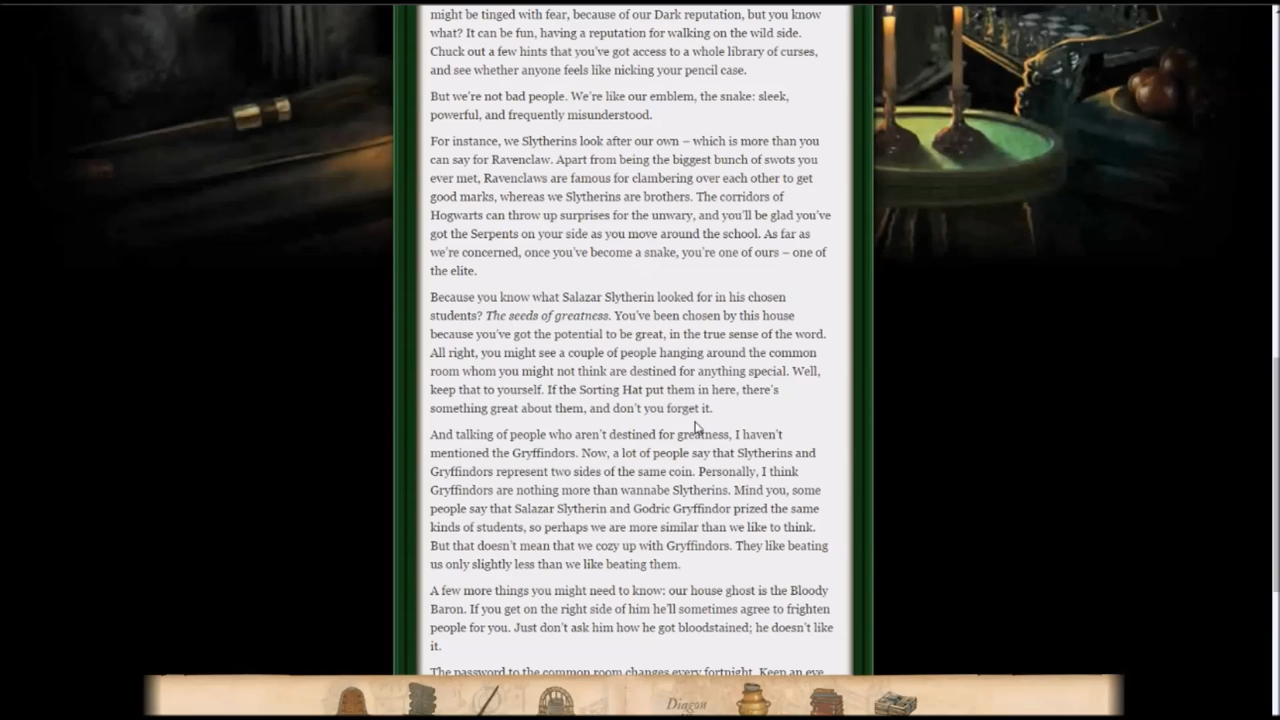 might be tinged with fear, because of our Dark reputation, but you know
what? It can be fun, having a reputation for walking on the wild side.
Chuck out a few hints that you've got access to a whole library of curses,
and see whether anyone feels like nicking your pencil case.
But we're not bad people. We're like our emblem, the snake: sleek,
powerful, and frequently misunderstood.
For instance, we Slytherins look after our own – which is more than you
can say for Ravenclaw. Apart from being the biggest bunch of swots you
ever met, Ravenclaws are famous for clambering over each other to get
good marks, whereas we Slytherins are brothers. The corridors of
Hogwarts can throw up surprises for the unwary, and you'll be glad you've
got the Serpents on your side as you move around the school. As far as
we're concerned, once you've become a snake, you're one of ours – one of
the elite.
Because you know what Salazar Slytherin looked for in his chosen
students? The seeds of greatness. You've been chosen by this house
because you've got the potential to be great, in the true sense of the word.
All right, you might see a couple of people hanging around the common
room whom you might not think are destined for anything special. Well,
keep that to yourself. If the Sorting Hat put them in here, there's
something great about them, and don't you forget it.
And talking of people who aren't destined for greatness, I haven't
mentioned the Gryffindors. Now, a lot of people say that Slytherins and
Gryffindors represent two sides of the same coin. Personally, I think
Gryffindors are nothing more than wannabe Slytherins. Mind you, some
people say that Salazar Slytherin and Godric Gryffindor prized the same
kinds of students, so perhaps we are more similar than we like to think.
But that doesn't mean that we cozy up with Gryffindors. They like beating
us only slightly less than we like beating them.
A few more things you might need to know: our house ghost is the Bloody
Baron. If you get on the right side of him he'll sometimes agree to frighten
people for you. Just don't ask him how he got bloodstained; he doesn't like
it.
The password to the common room changes every fortnight. Keep an eye
Diagon